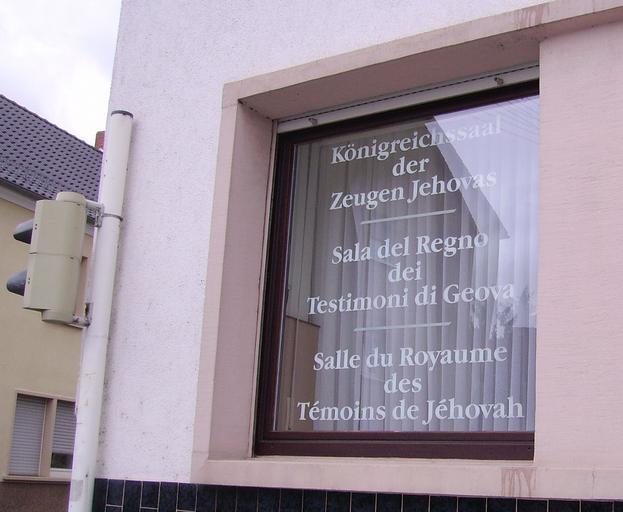 Königreichssaal
der
Zeugen Jehovas
Sala del Regno
dei
Testimoni di Geova
Salle du Royaume
des
Témoins de Jéhovah